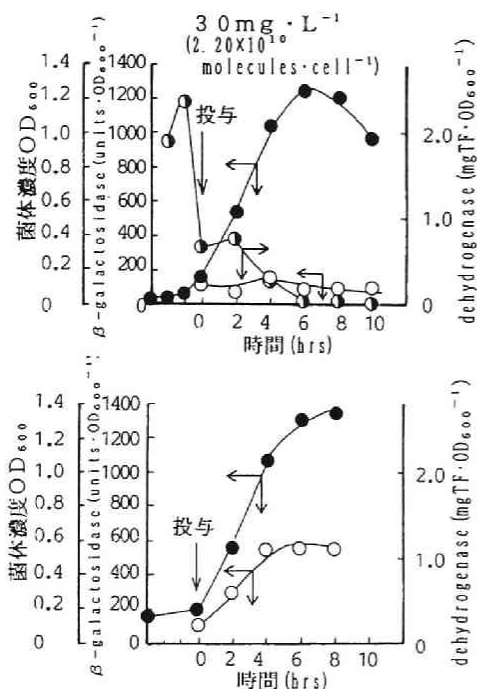 30mg・L⁻¹
(2.20×10¹⁰
molecules・cell⁻¹)
菌体濃度OD₆₀₀
β-galactosidase(units・OD₆₀₀⁻¹)
dehydrogenase(mgTF・OD₆₀₀⁻¹)
1.4 1400
1.2 1200
1.0 1000 2.0
0.8 800
0.6 600 1.0
0.4 400
0.2 200
0 0
投与
0 2 4 6 8 10
時間(hrs)
菌体濃度OD₆₀₀
β-galactosidase(units・OD₆₀₀⁻¹)
dehydrogenase(mgTF・OD₆₀₀⁻¹)
1.4 1400
1.2 1200
1.0 1000 2.0
0.8 800
0.6 600 1.0
0.4 400
0.2 200
0 0 0
投与
0 2 4 6 8
時間(hrs)